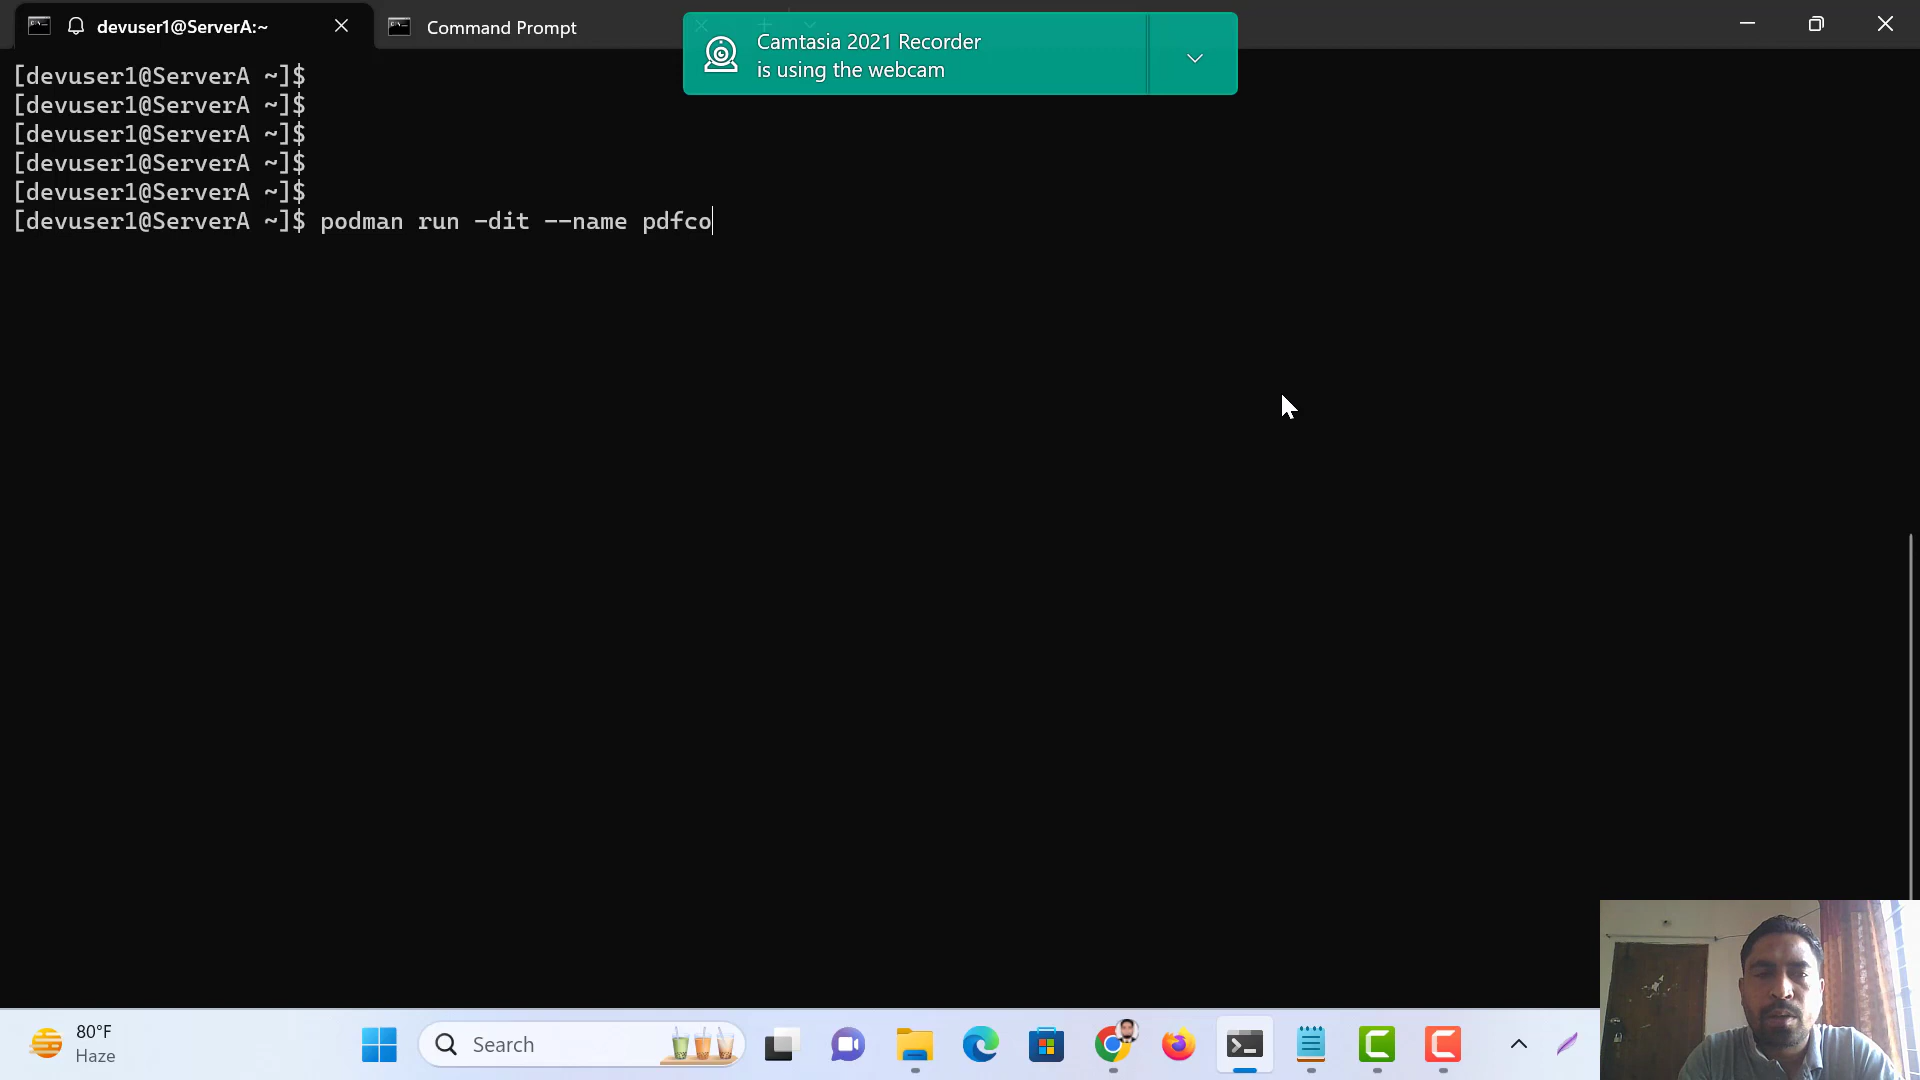 devuser1@ServerA:~
Command Prompt
Camtasia 2021 Recorder
is using the webcam
[devuser1@ServerA ~]$
[devuser1@ServerA ~]$
[devuser1@ServerA ~]$
[devuser1@ServerA ~]$
[devuser1@ServerA ~]$
[devuser1@ServerA ~]$ podman run -dit --name pdfco
80°F
Haze
Search